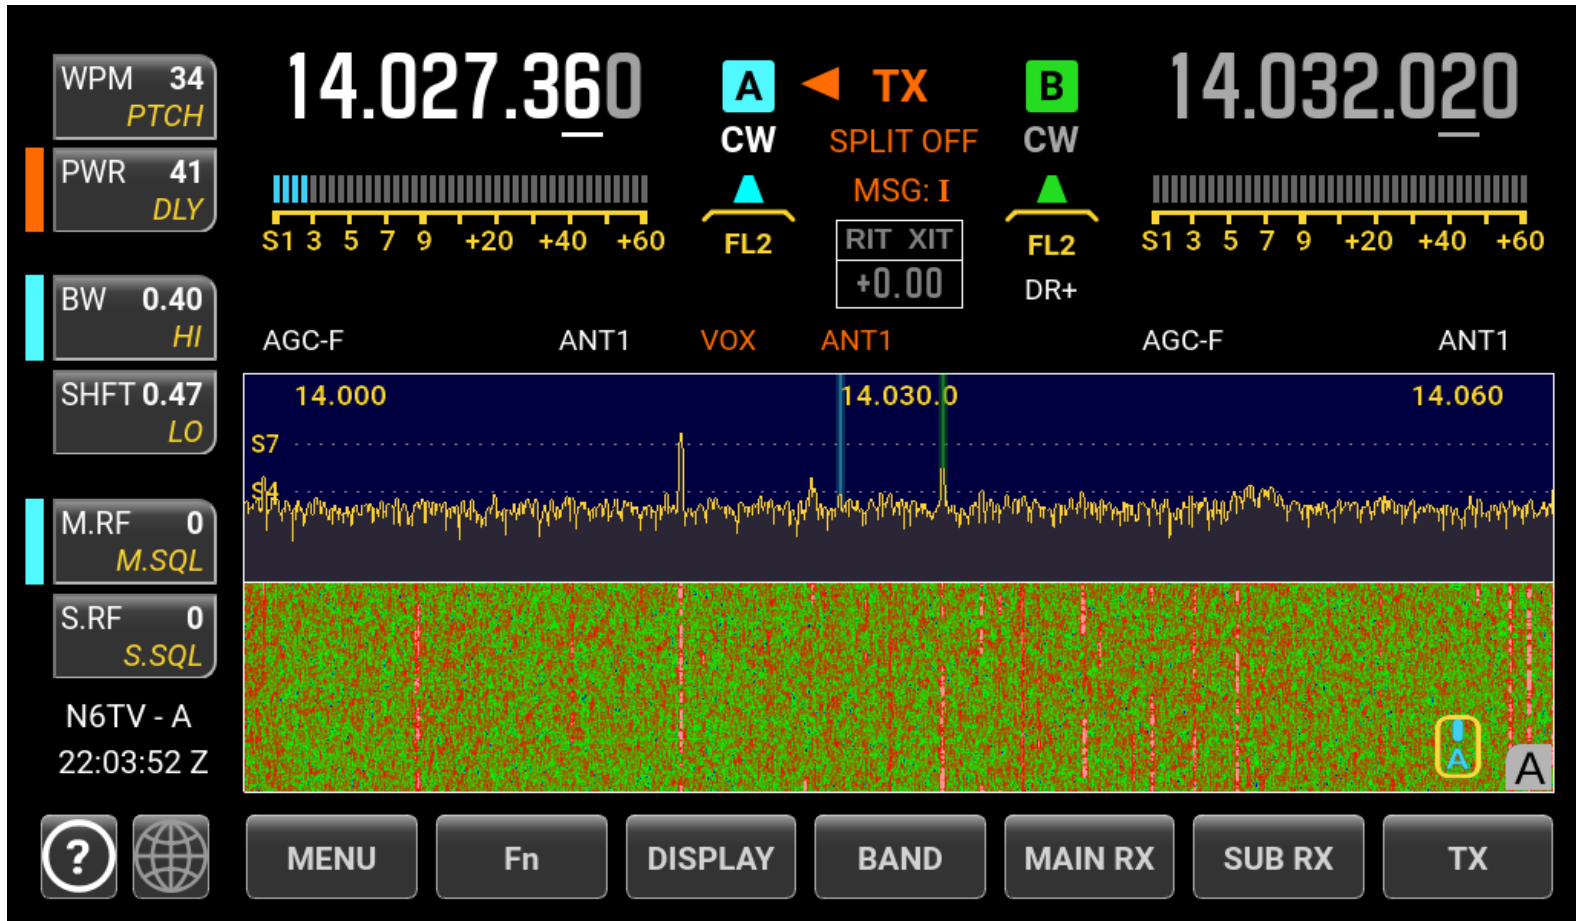 WPM 34
PTCH
PWR 41
DLY
BW 0.40
HI
SHFT 0.47
LO
M.RF 0
M.SQL
S.RF 0
S.SQL
N6TV - A
22:03:52 Z
14.027.360
A
TX
B
14.032.020
CW
SPLIT OFF
CW
MSG: I
S1 3 5 7 9 +20 +40 +60
FL2
RIT XIT
+0.00
FL2
DR+
S1 3 5 7 9 +20 +40 +60
AGC-F
ANT1
VOX
ANT1
AGC-F
ANT1
14.000
14.030.0
14.060
S7
S4
A
A
?
MENU
Fn
DISPLAY
BAND
MAIN RX
SUB RX
TX